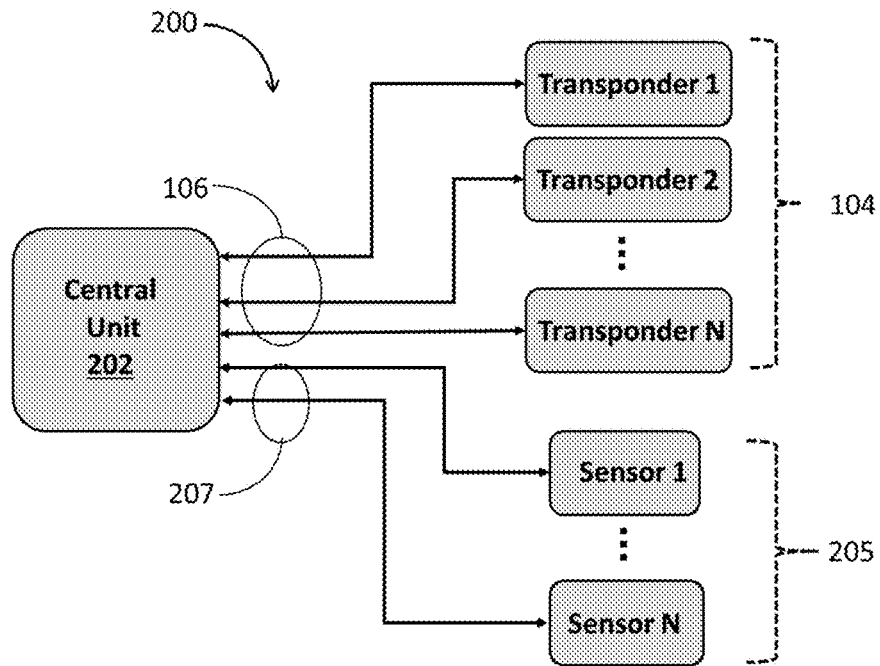 200
Transponder 1
106
Transponder 2
104
Central
Unit
202
Transponder N
207
Sensor 1
205
Sensor N